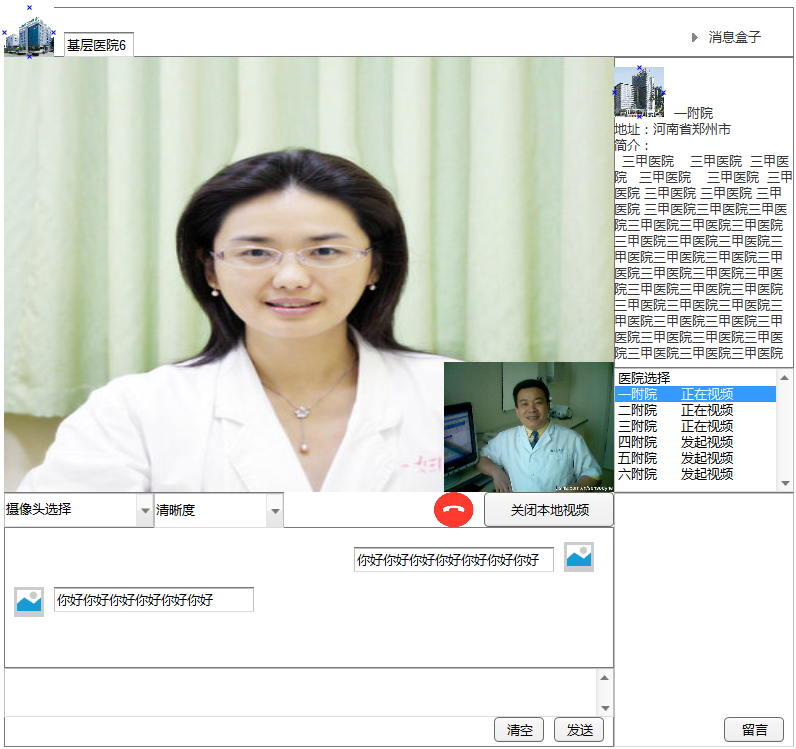 基层医院6
消息盒子
一附院
地址：河南省郑州市
简介：
三甲医院 三甲医院 三甲医
院 三甲医院 三甲医院 三甲
医院 三甲医院 三甲医院 三甲
医院 三甲医院三甲医院三甲医
院三甲医院三甲医院三甲医院
三甲医院三甲医院三甲医院三
甲医院三甲医院三甲医院三甲
医院三甲医院三甲医院三甲医
院三甲医院三甲医院三甲医院
三甲医院三甲医院三甲医院三
甲医院三甲医院三甲医院三甲
医院三甲医院三甲医院三甲医
院三甲医院三甲医院三甲医院
医院选择
一附院 正在视频
二附院 正在视频
三附院 正在视频
四附院 发起视频
五附院 发起视频
六附院 发起视频
摄像头选择
清晰度
关闭本地视频
你好你好你好你好你好你好你好
你好你好你好你好你好你好
清空
发送
留言